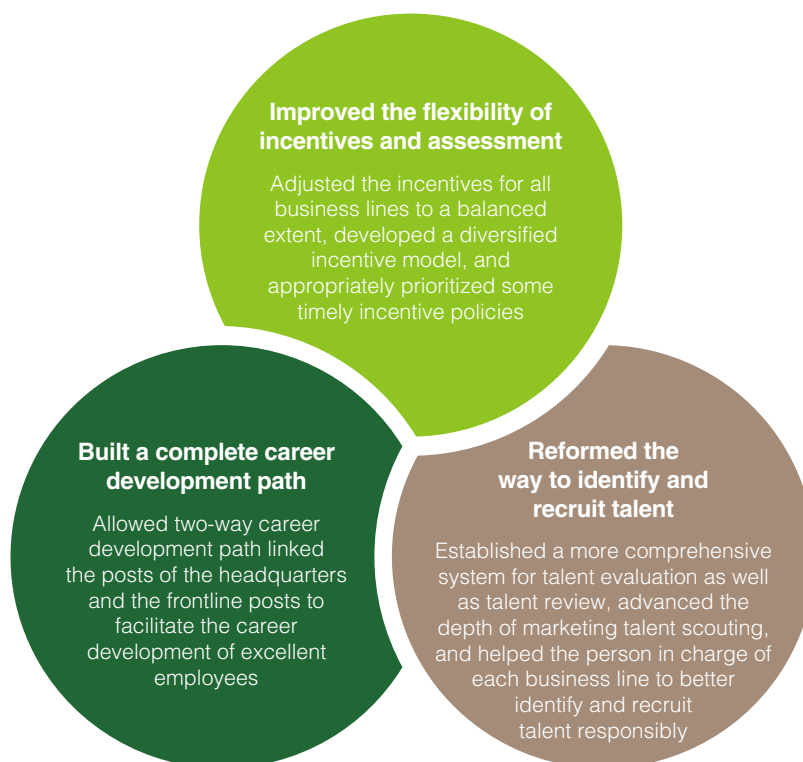 Improved the flexibility of
incentives and assessment
Adjusted the incentives for all
business lines to a balanced
extent, developed a diversified
incentive model, and
appropriately prioritized some
timely incentive policies
Built a complete career
development path
Allowed two-way career
development path linked
the posts of the headquarters
and the frontline posts to
facilitate the career
development of excellent
employees
Reformed the
way to identify and
recruit talent
Established a more comprehensive
system for talent evaluation as well
as talent review, advanced the
depth of marketing talent scouting,
and helped the person in charge of
each business line to better
identify and recruit
talent responsibly